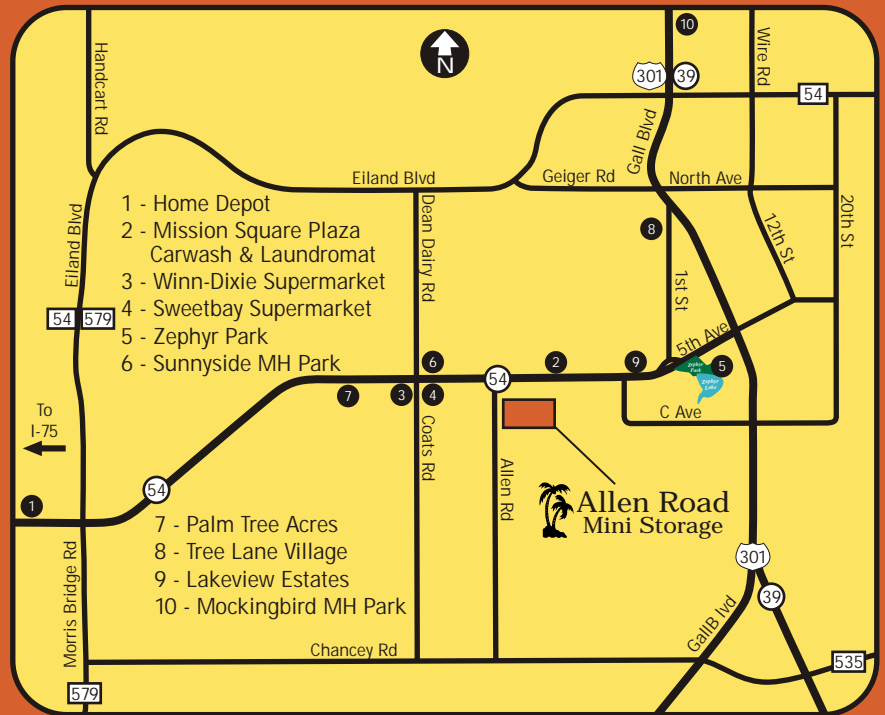 10
Handcart Rd
N
301
39
Wire Rd
54
Gall Blvd
Eiland Blvd
Geiger Rd
North Ave
1 - Home Depot
2 - Mission Square Plaza
Carwash & Laundromat
3 - Winn-Dixie Supermarket
4 - Sweetbay Supermarket
5 - Zephyr Park
6 - Sunnyside MH Park
Eiland Blvd
Dean Dairy Rd
8
1st St
12th St
20th St
54
579
5th Ave
6
54
2
9
Zephyr
Park
5
Zephyr
Lake
7
3
4
C Ave
To
I-75
Coats Rd
Allen Rd
54
1
Allen Road
Mini Storage
7 - Palm Tree Acres
8 - Tree Lane Village
9 - Lakeview Estates
10 - Mockingbird MH Park
Morris Bridge Rd
301
39
GallB lvd
Chancey Rd
535
579